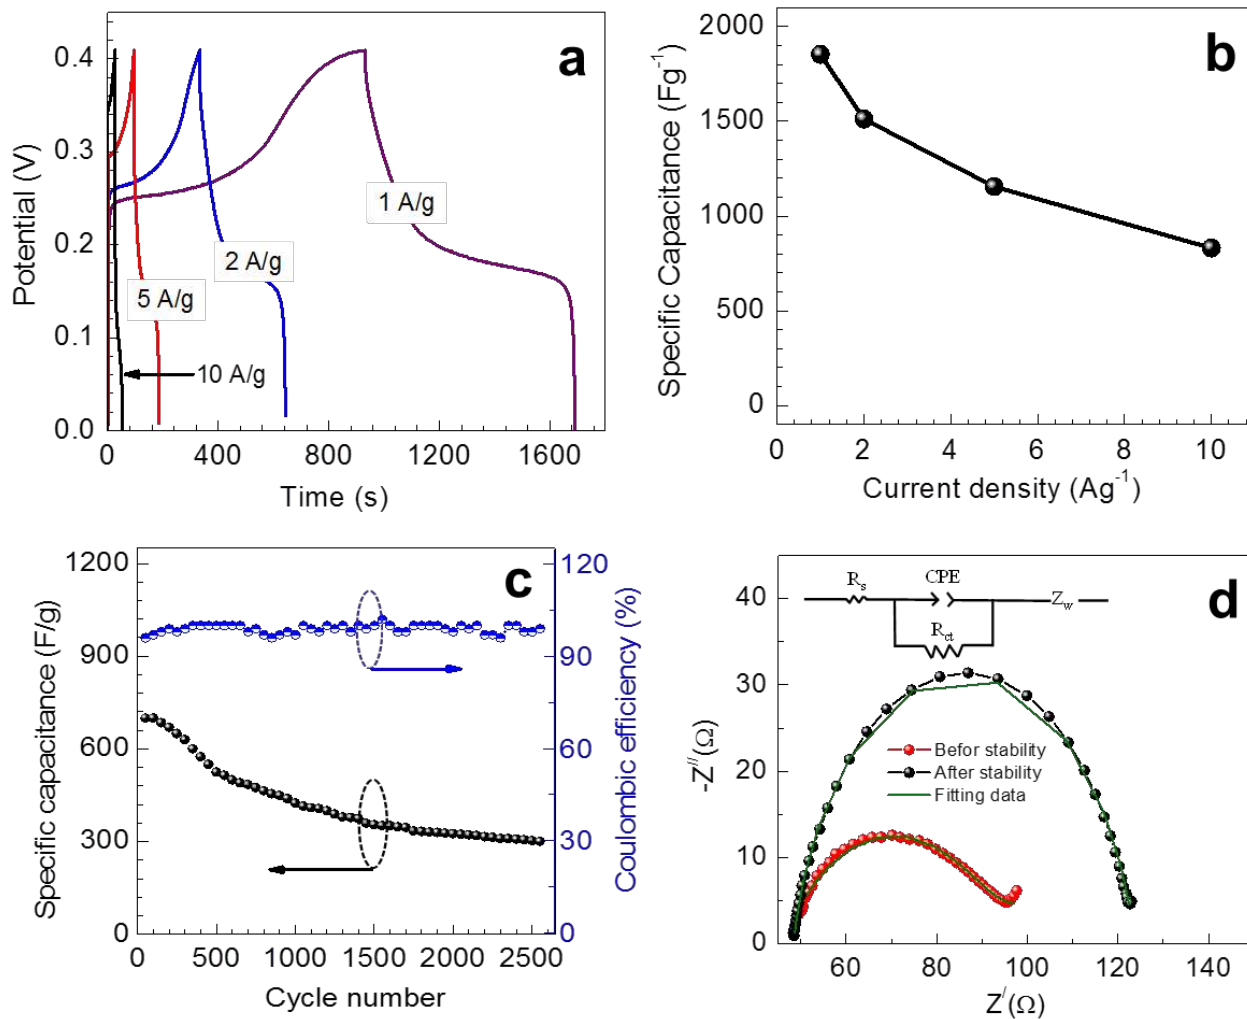 a
Potential (V)
0.4
0.3
0.2
0.1
0.0
1 A/g
2 A/g
5 A/g
10 A/g
0 400 800 1200 1600
Time (s)
b
Specific Capacitance (Fg⁻¹)
2000
1500
1000
500
0
0 2 4 6 8 10
Current density (Ag⁻¹)
c
Specific capacitance (F/g)
1200
900
600
300
0
120
90
60
30
0
Coulombic efficiency (%)
0 500 1000 1500 2000 2500
Cycle number
d
-Z//(Ω)
40
30
20
10
0
Rs
CPE
Zw
Rct
Befor stability
After stability
Fitting data
60 80 100 120 140
Z/(Ω)